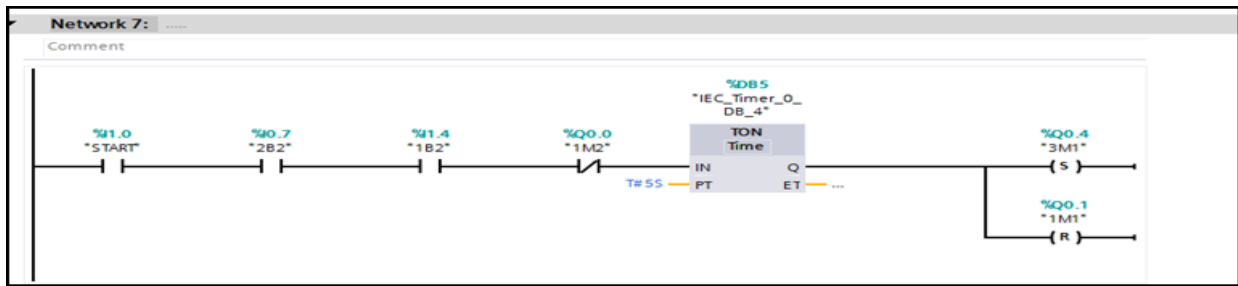 Network 7: .....
Comment
%DB5
"IEC_Timer_0_
DB_4"
%I1.0 %I0.7 %I1.4 %Q0.0 TON %Q0.4
"START" "2B2" "1B2" "1M2" Time "3M1"
IN Q S
T#5S PT ET ...
%Q0.1
"1M1"
R